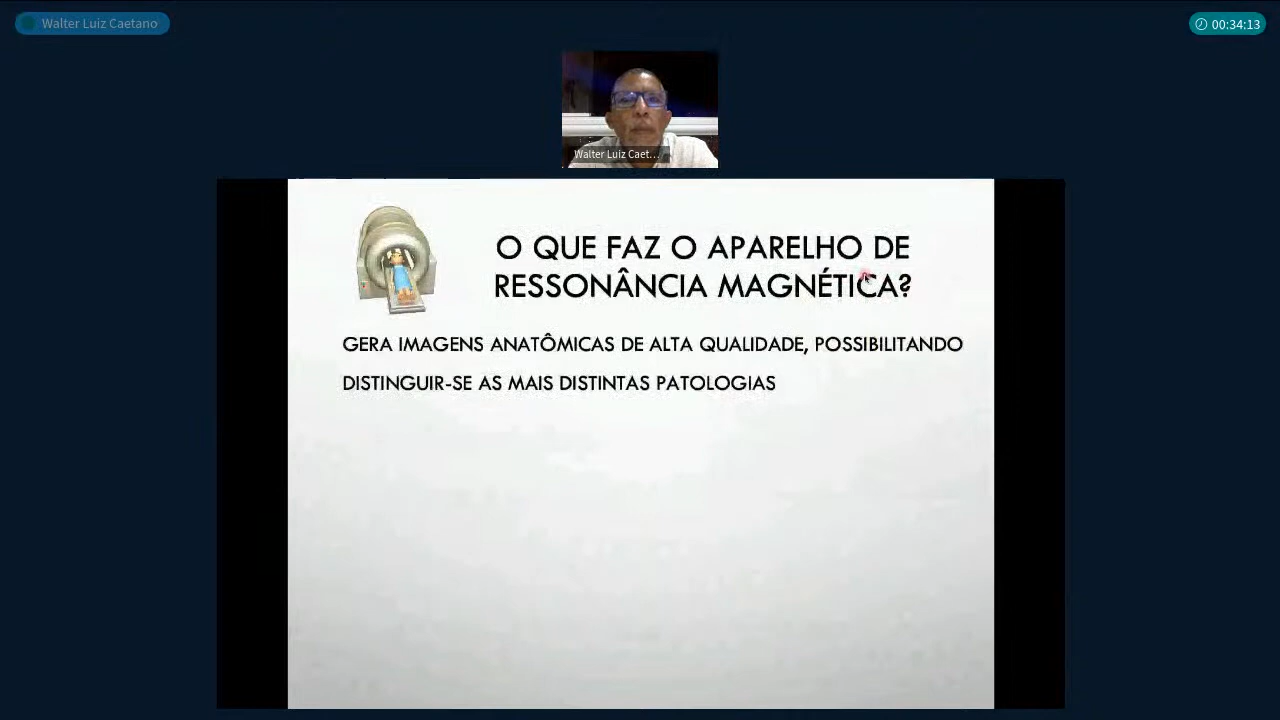 Walter Luiz Caetano
00:34:13
Walter Luiz Caet...
O QUE FAZ O APARELHO DE
RESSONÂNCIA MAGNÉTICA?
GERA IMAGENS ANATÔMICAS DE ALTA QUALIDADE, POSSIBILITANDO
DISTINGUIR-SE AS MAIS DISTINTAS PATOLOGIAS